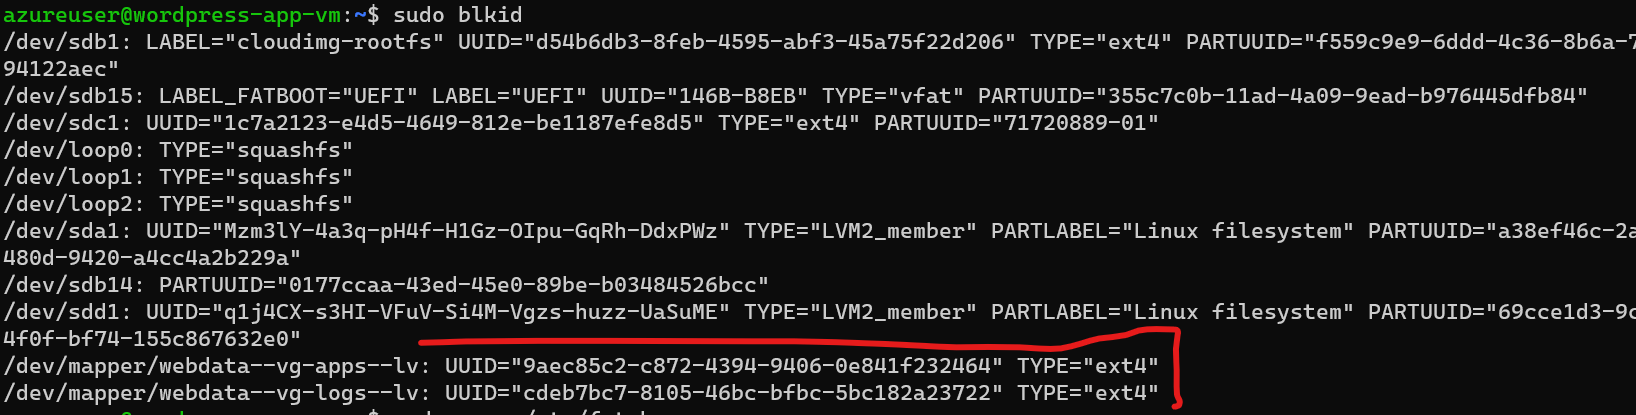 azureuser@wordpress-app-vm:~$ sudo blkid
/dev/sdb1: LABEL="cloudimg-rootfs" UUID="d54b6db3-8feb-4595-abf3-45a75f22d206" TYPE="ext4" PARTUUID="f559c9e9-6ddd-4c36-8b6a-7
94122aec"
/dev/sdb15: LABEL_FATBOOT="UEFI" LABEL="UEFI" UUID="146B-B8EB" TYPE="vfat" PARTUUID="355c7c0b-11ad-4a09-9ead-b976445dfb84"
/dev/sdc1: UUID="1c7a2123-e4d5-4649-812e-be1187efe8d5" TYPE="ext4" PARTUUID="71720889-01"
/dev/loop0: TYPE="squashfs"
/dev/loop1: TYPE="squashfs"
/dev/loop2: TYPE="squashfs"
/dev/sda1: UUID="Mzm3lY-4a3q-pH4f-H1Gz-OIpu-GqRh-DdxPWz" TYPE="LVM2_member" PARTLABEL="Linux filesystem" PARTUUID="a38ef46c-2a
480d-9420-a4cc4a2b229a"
/dev/sdb14: PARTUUID="0177ccaa-43ed-45e0-89be-b03484526bcc"
/dev/sdd1: UUID="q1j4CX-s3HI-VFuV-Si4M-Vgzs-huzz-UaSuME" TYPE="LVM2_member" PARTLABEL="Linux filesystem" PARTUUID="69cce1d3-9c
4f0f-bf74-155c867632e0"
/dev/mapper/webdata--vg-apps--lv: UUID="9aec85c2-c872-4394-9406-0e841f232464" TYPE="ext4"
/dev/mapper/webdata--vg-logs--lv: UUID="cdeb7bc7-8105-46bc-bfbc-5bc182a23722" TYPE="ext4"